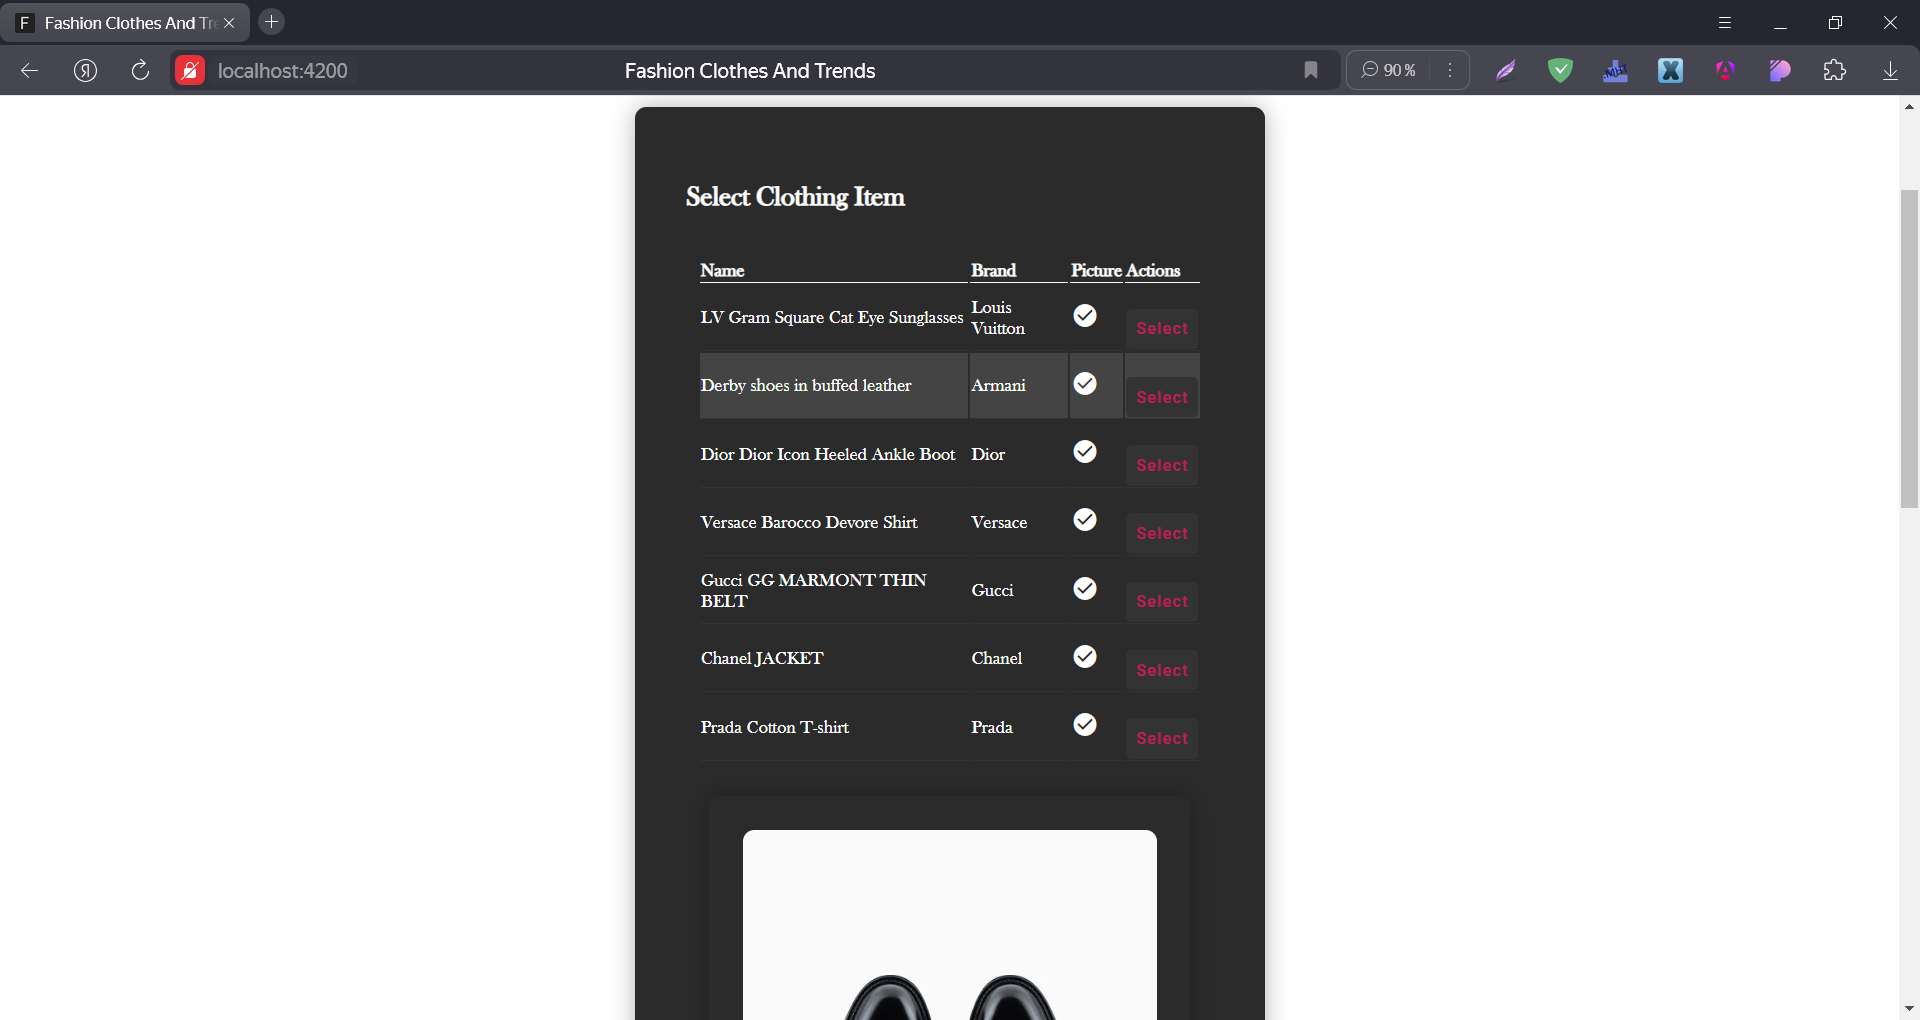 F Fashion Clothes And Tr
Я localhost:4200 Fashion Clothes And Trends 90 %
Select Clothing Item
Name Brand Picture Actions
LV Gram Square Cat Eye Sunglasses Louis Vuitton Select
Derby shoes in buffed leather Armani Select
Dior Dior Icon Heeled Ankle Boot Dior Select
Versace Barocco Devore Shirt Versace Select
Gucci GG MARMONT THIN
BELT Gucci Select
Chanel JACKET Chanel Select
Prada Cotton T-shirt Prada Select